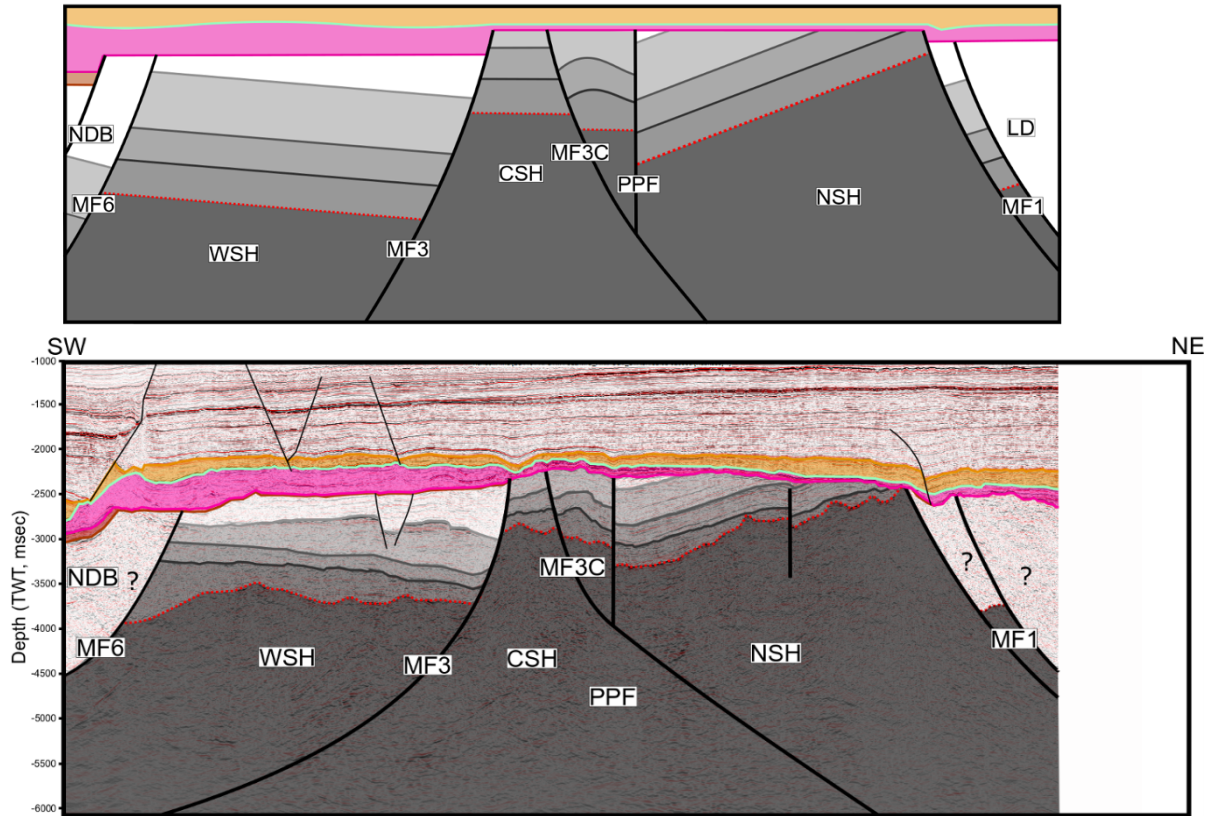 NDB
LD
MF3C
CSH
PPF
NSH
MF6
MF1
WSH
MF3
SW
NE
-1000
-1500
-2000
-2500
-3000
-3500
-4000
-4500
-5000
-5500
-6000
Depth (TWT, msec)
MF3C
?
?
NDB
?
MF6
MF1
WSH
MF3
CSH
NSH
PPF